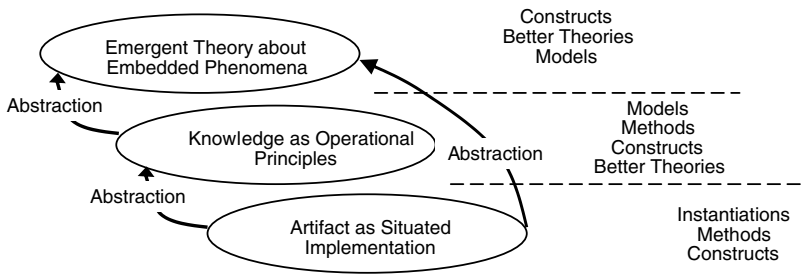 Constructs
Better Theories
Models
Emergent Theory about
Embedded Phenomena
Abstraction
Models
Methods
Constructs
Better Theories
Knowledge as Operational
Principles
Abstraction
Abstraction
Instantiations
Methods
Constructs
Artifact as Situated
Implementation